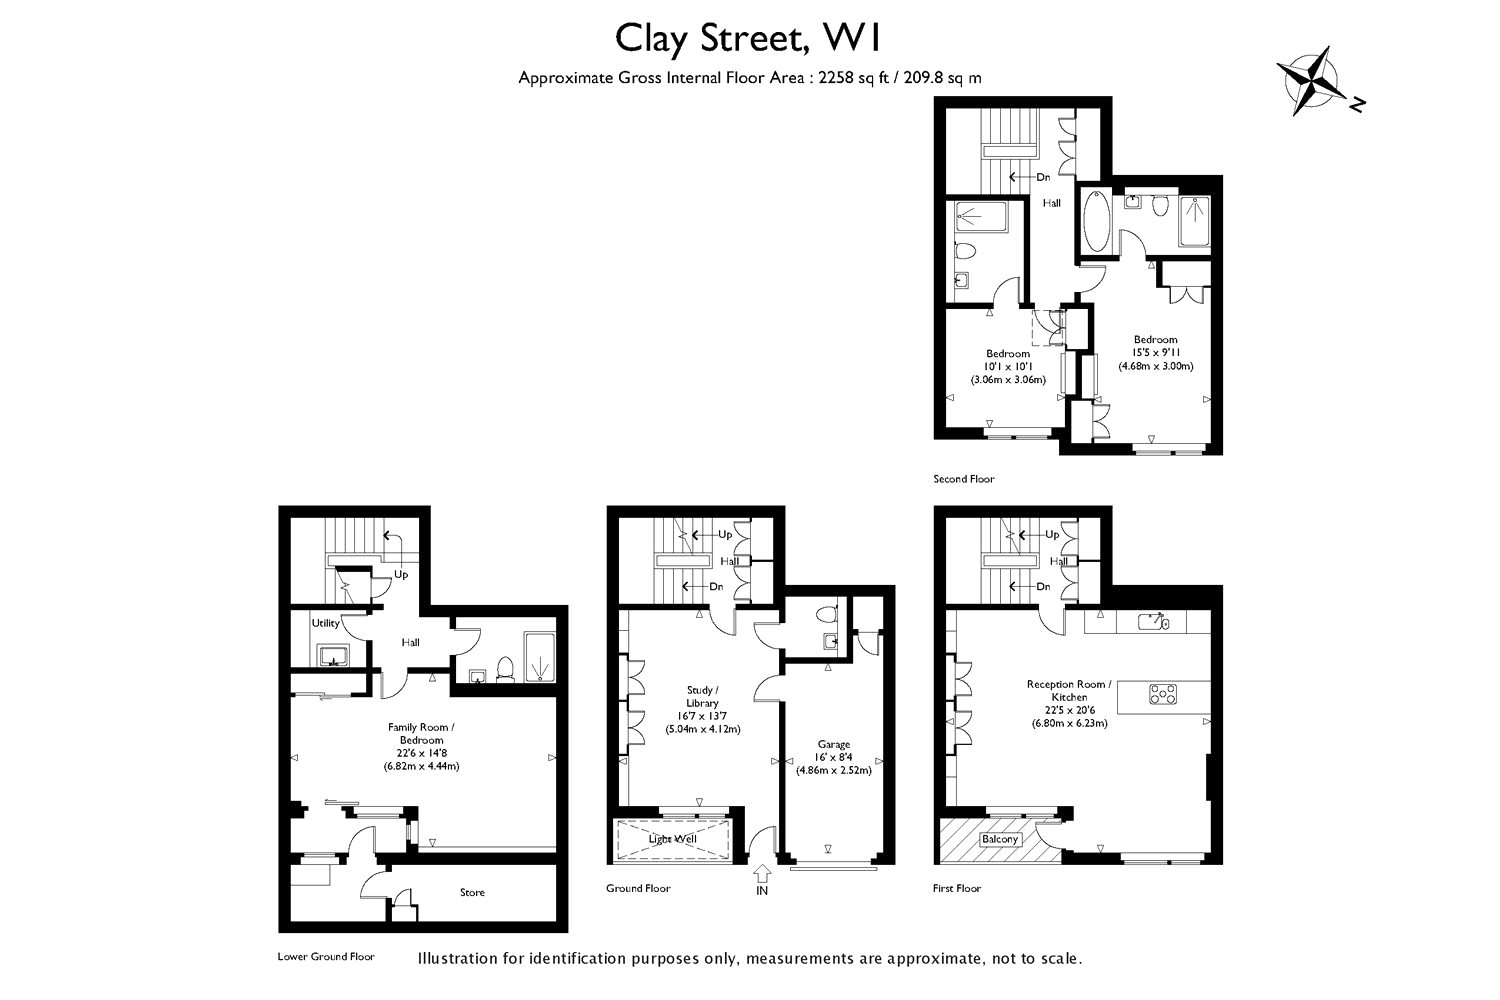 Clay Street, W1
Approximate Gross Internal Floor Area : 2258 sq ft / 209.8 sq m
N
Dn
Hall
Bedroom
10'1 x 10'1
(3.06m x 3.06m)
Bedroom
15'5 x 9'11
(4.68m x 3.00m)
Second Floor
Up
Utility
Hall
Family Room /
Bedroom
22'6 x 14'8
(6.82m x 4.44m)
Store
Lower Ground Floor
Up
Hall
Dn
Study /
Library
16'7 x 13'7
(5.04m x 4.12m)
Garage
16' x 8'4
(4.86m x 2.52m)
Light Well
IN
Ground Floor
Up
Hall
Dn
Reception Room /
Kitchen
22'5 x 20'6
(6.80m x 6.23m)
Balcony
First Floor
Illustration for identification purposes only, measurements are approximate, not to scale.